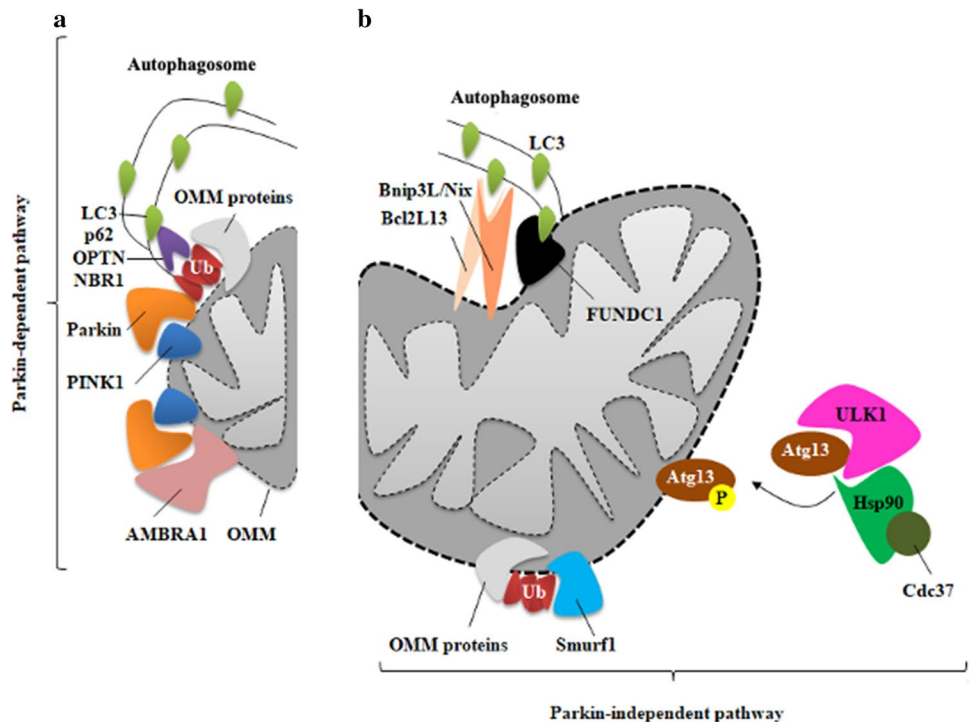 a
Autophagosome
LC3
p62
OPTN
NBR1
OMM proteins
Ub
Parkin
PINK1
AMBRA1
OMM
Parkin-dependent pathway
b
Autophagosome
LC3
Bnip3L/Nix
Bcl2L13
FUNDC1
ULK1
Atg13
Atg13
P
Hsp90
Cdc37
Ub
OMM proteins
Smurf1
Parkin-independent pathway